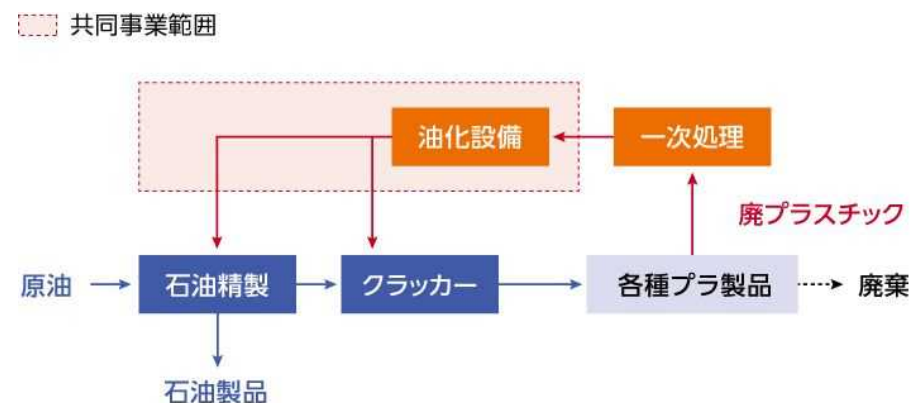 共同事業範囲
油化設備
一次処理
廃プラスチック
原油
石油精製
クラッカー
各種プラ製品
廃棄
石油製品